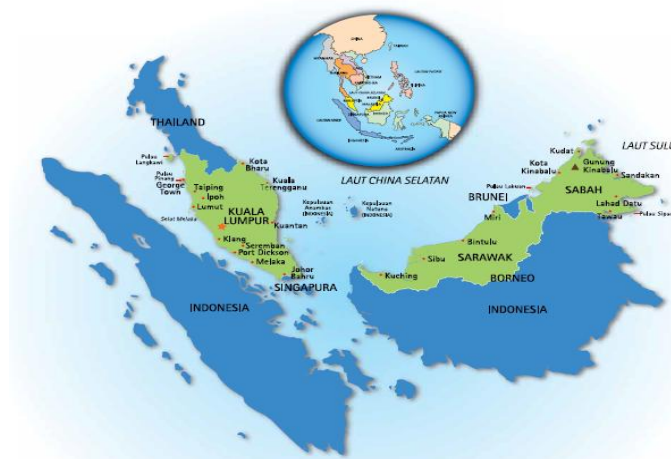 CHINA
THAILAND
Pulau
Langkawi
Pulau
Pinang
George
Town
Kota
Bharu
Kuala
Terengganu
Taiping
Ipoh
Lumut
Selat Melaka
KUALA
LUMPUR
Kuantan
Klang
Seremban
Port Dickson
Melaka
Johor
Bahru
SINGAPURA
INDONESIA
LAUT CHINA SELATAN
Kepulauan
Anambas
(INDONESIA)
Kepulauan
Natuna
(INDONESIA)
LAUT SULU
Kudat
Gunung
Kinabalu
Kota
Kinabalu
Sandakan
SABAH
Pulau Labuan
BRUNEI
Lahad Datu
Tawau
Pulau Sipa
Miri
Bintulu
Sibu
SARAWAK
Kuching
BORNEO
INDONESIA